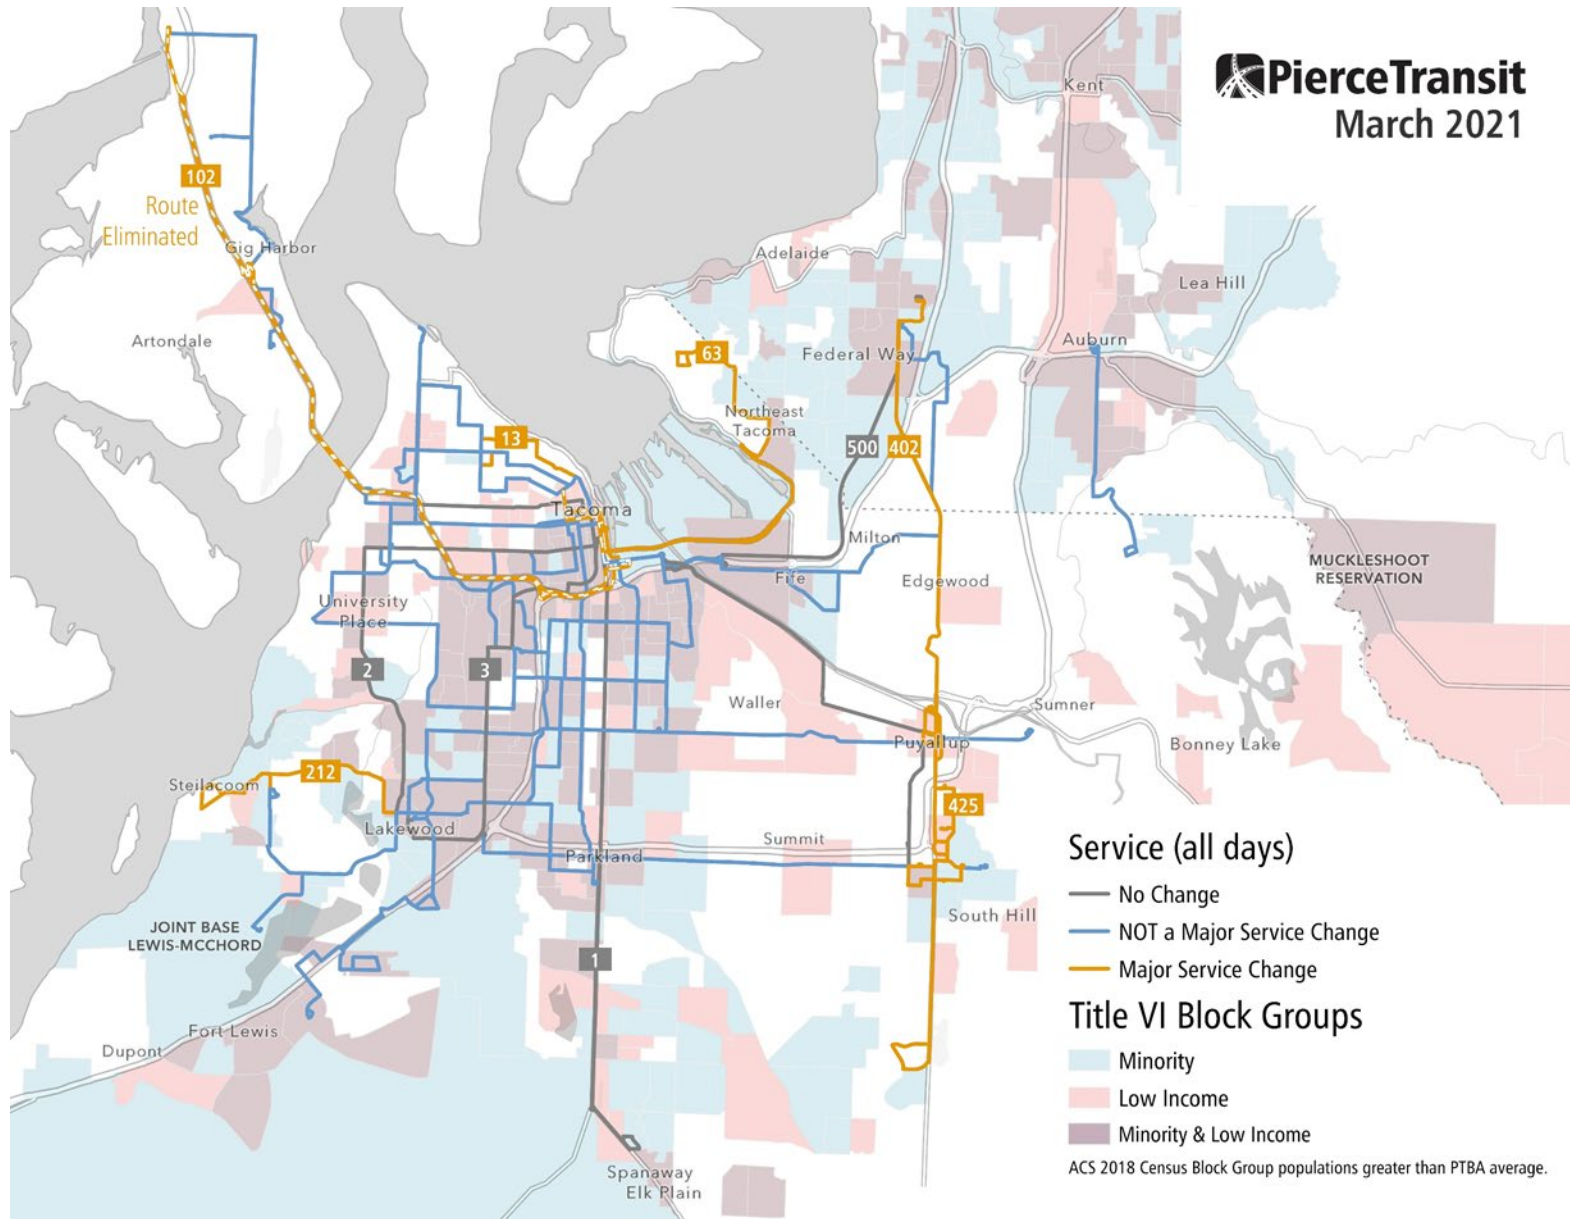 PierceTransit
March 2021
Kent
102
Route
Eliminated
Gig Harbor
Adelaide
Lea Hill
Artondale
63
Federal Way
Auburn
Northeast
Tacoma
13
500
402
Tacoma
Milton
Fife
Edgewood
MUCKLESHOOT
RESERVATION
University
Place
2
3
Waller
Sumner
Puyallup
Bonney Lake
Steilacoom
212
425
Lakewood
Summit
Parkland
South Hill
JOINT BASE
LEWIS-MCCHORD
1
Fort Lewis
Dupont
Spanaway
Elk Plain
Service (all days)
No Change
NOT a Major Service Change
Major Service Change
Title VI Block Groups
Minority
Low Income
Minority & Low Income
ACS 2018 Census Block Group populations greater than PTBA average.